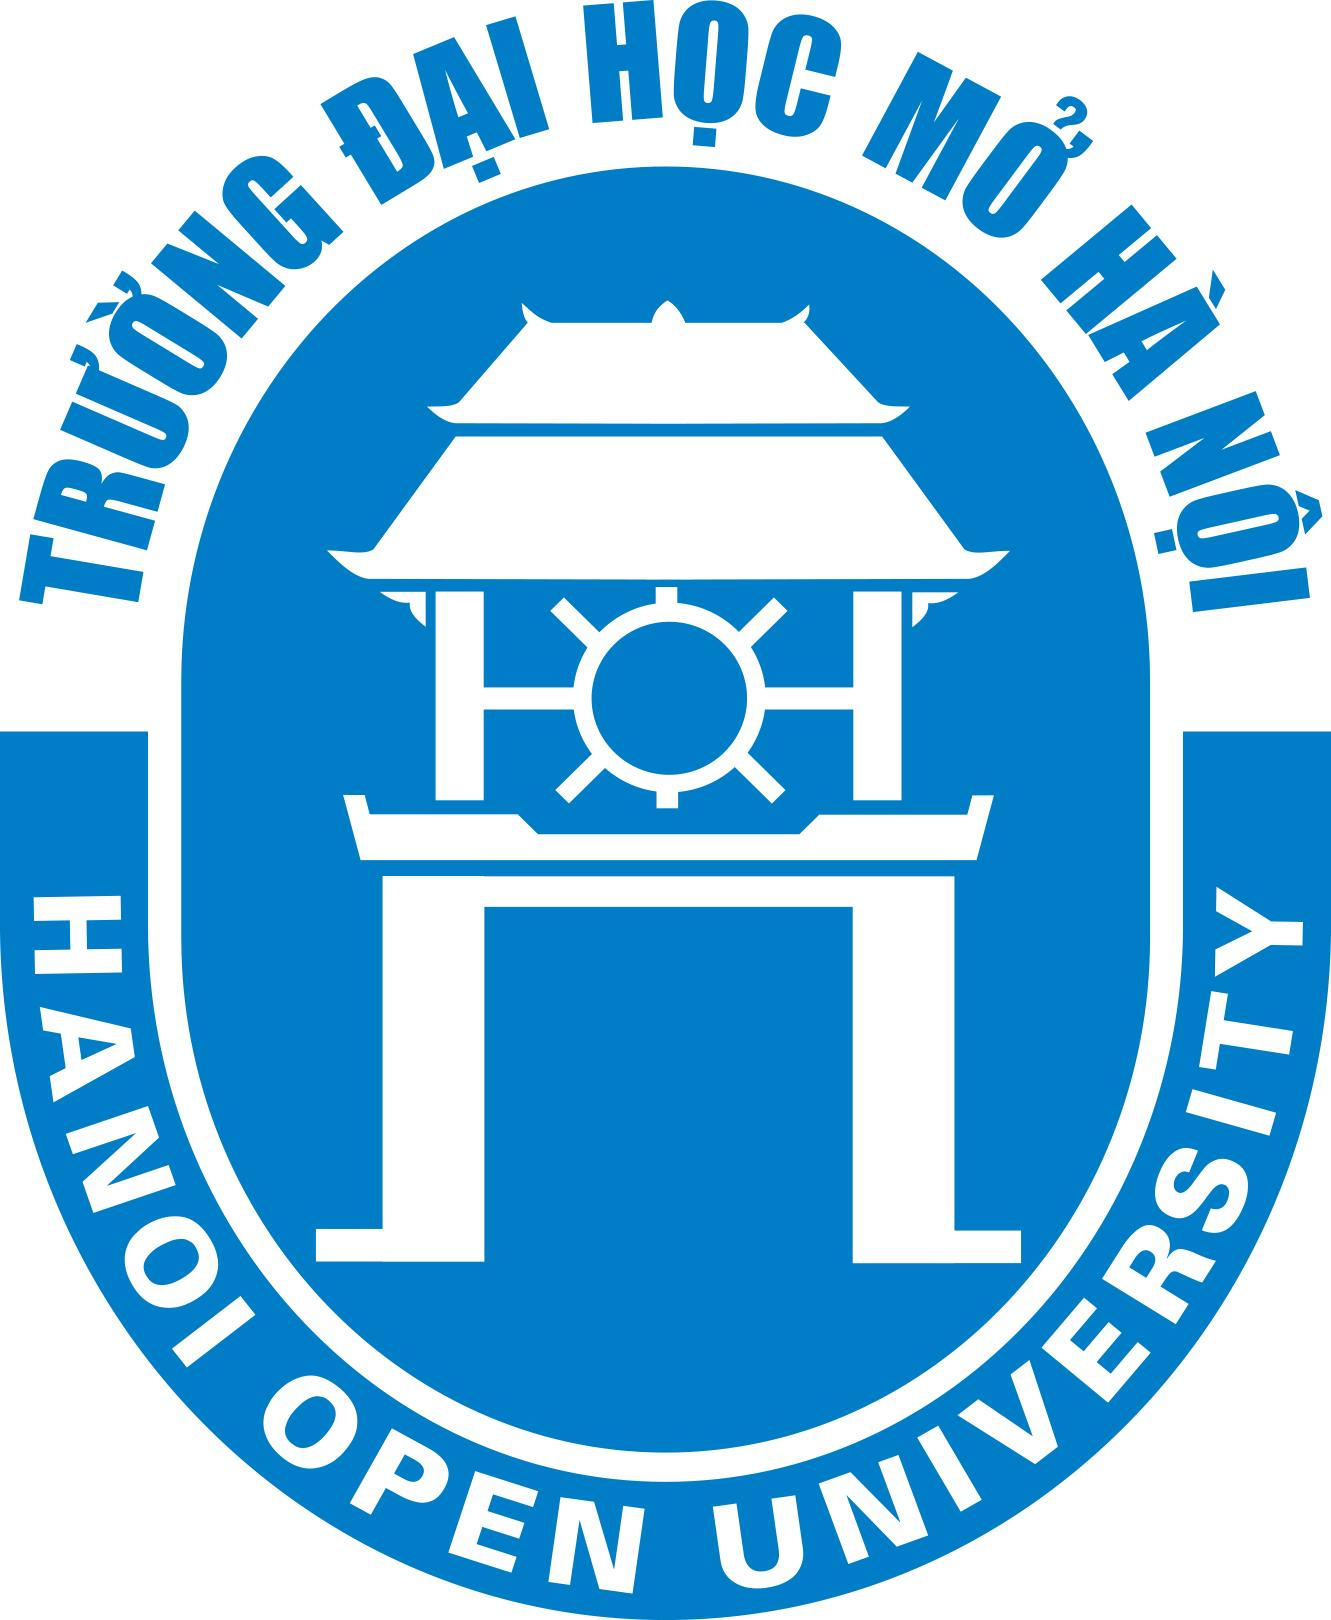 TRƯỜNG ĐẠI HỌC MỞ HÀ NỘI
HANOI OPEN UNIVERSITY